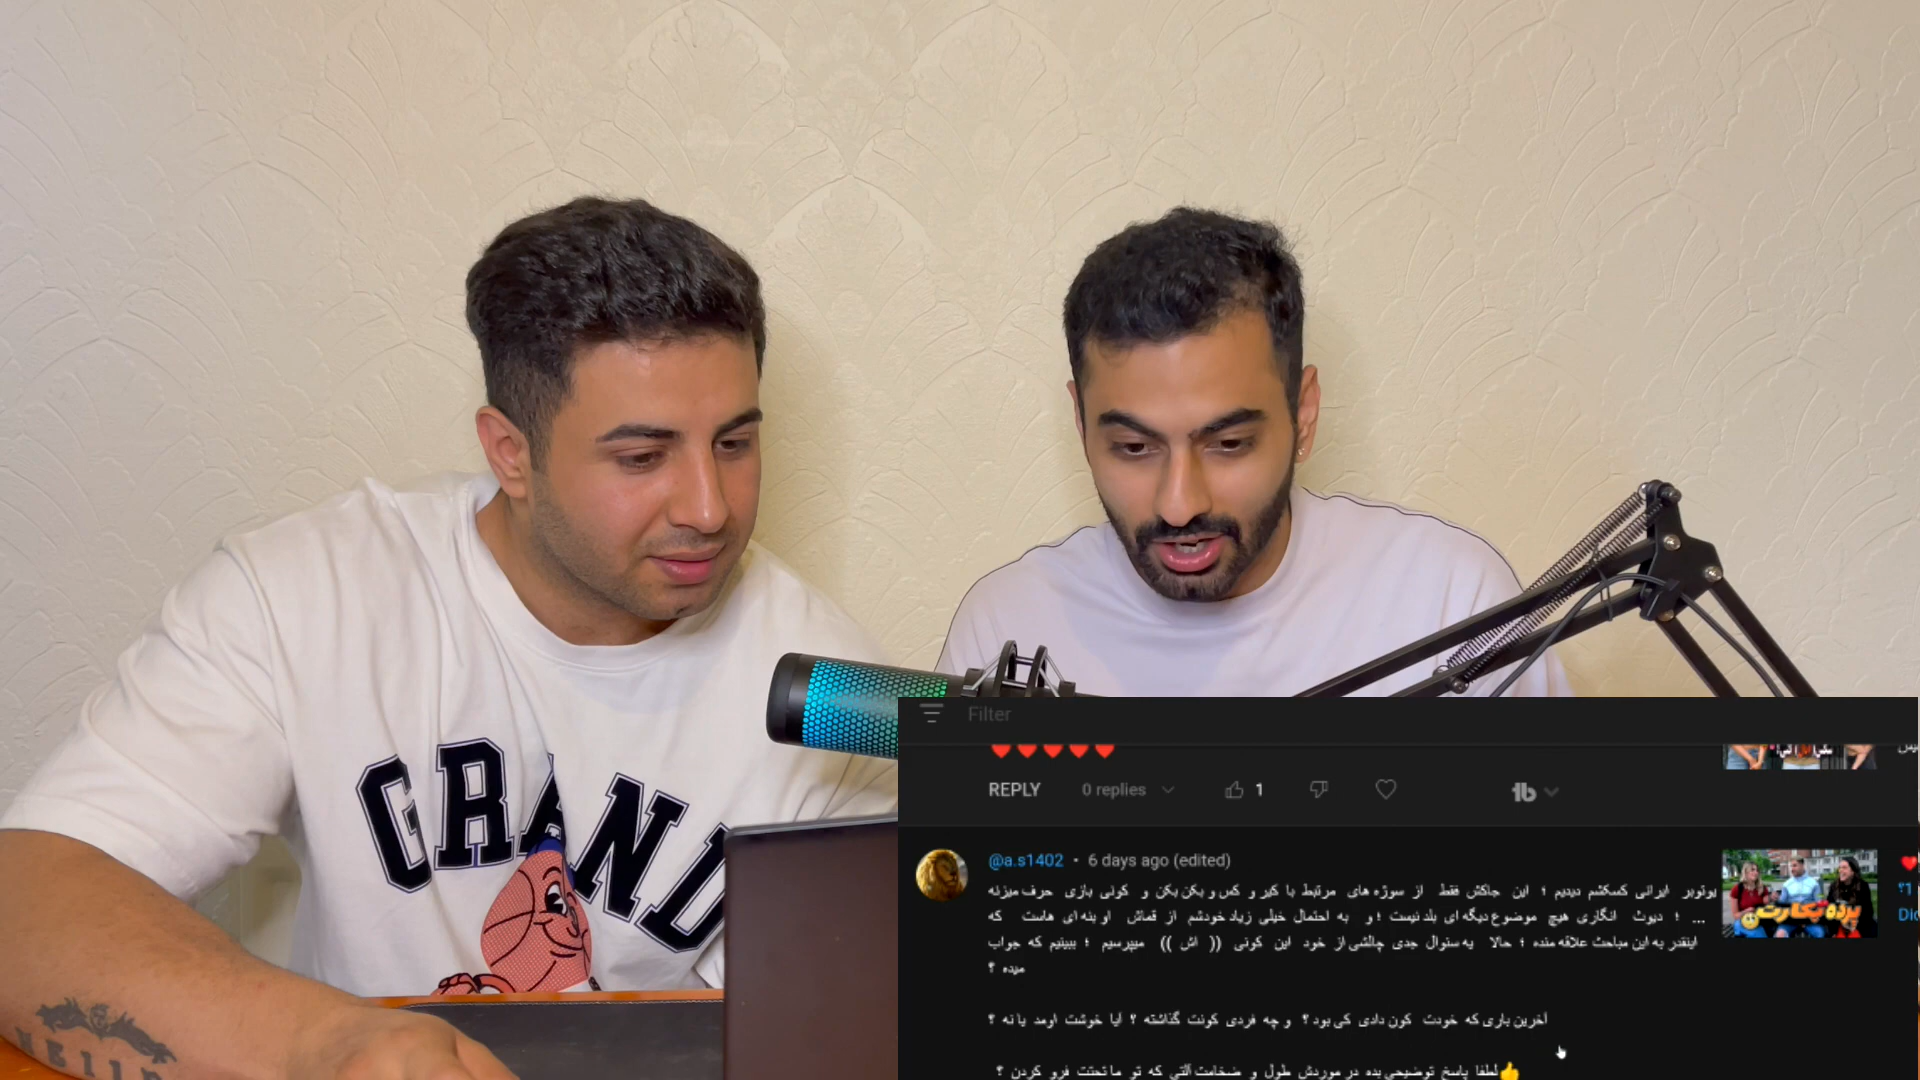 GRAND
Filter
REPLY 0 replies 1
@a.s1402 • 6 days ago (edited)
یوتوبر ایرانی کسکشم دیدیم ؛ این جاکش فقط از سوژه های مرتبط با کیر و کس و بکن بکن و کونی بازی حرف میزنه
... ؛ دیوث انگاری هیچ موضوع دیگه ای بلد نیست ؛ و به احتمال خیلی زیاد خودشم از قماش او بنه ای هاست که
اینقدر به این مباحث علاقه منده ؛ حالا یه سئوال جدی چالشی از خود این کونی (( اش )) میپرسیم ؛ ببینیم که جواب
میده ؟
آخرین باری که خودت کون دادی کی بود ؟ و چه فردی کونت گذاشته ؟ آیا خوشت اومد یا نه ؟
لطفا پاسخ توضیحی بده در موردش طول و ضخامت آلتی که تو ماتحتت فرو کردن ؟
پرده بکارت